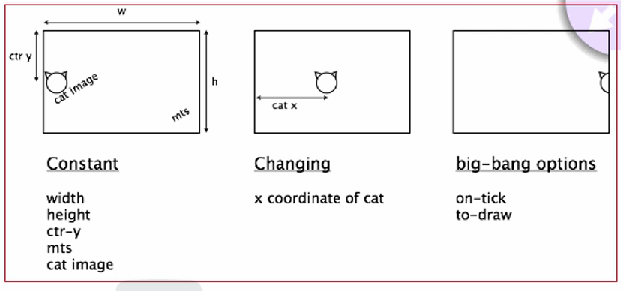 w
ctr y
cat image
mts
h
cat x
Constant
width
height
ctr-y
mts
cat image
Changing
x coordinate of cat
big-bang options
on-tick
to-draw